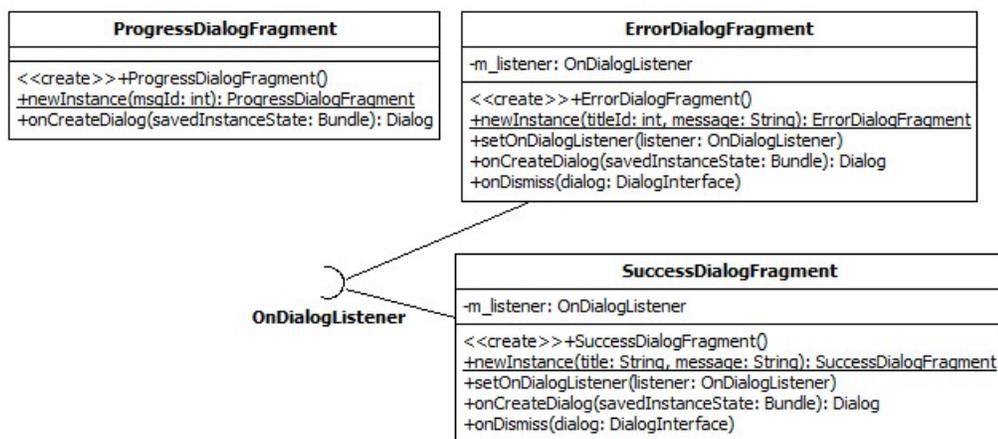 ProgressDialogFragment
<<create>>+ProgressDialogFragment()
+newInstance(msgId: int): ProgressDialogFragment
+onCreateDialog(savedInstanceState: Bundle): Dialog
ErrorDialogFragment
-m_listener: OnDialogListener
<<create>>+ErrorDialogFragment()
+newInstance(titleId: int, message: String): ErrorDialogFragment
+setOnDialogListener(listener: OnDialogListener)
+onCreateDialog(savedInstanceState: Bundle): Dialog
+onDismiss(dialog: DialogInterface)
OnDialogListener
SuccessDialogFragment
-m_listener: OnDialogListener
<<create>>+SuccessDialogFragment()
+newInstance(title: String, message: String): SuccessDialogFragment
+setOnDialogListener(listener: OnDialogListener)
+onCreateDialog(savedInstanceState: Bundle): Dialog
+onDismiss(dialog: DialogInterface)